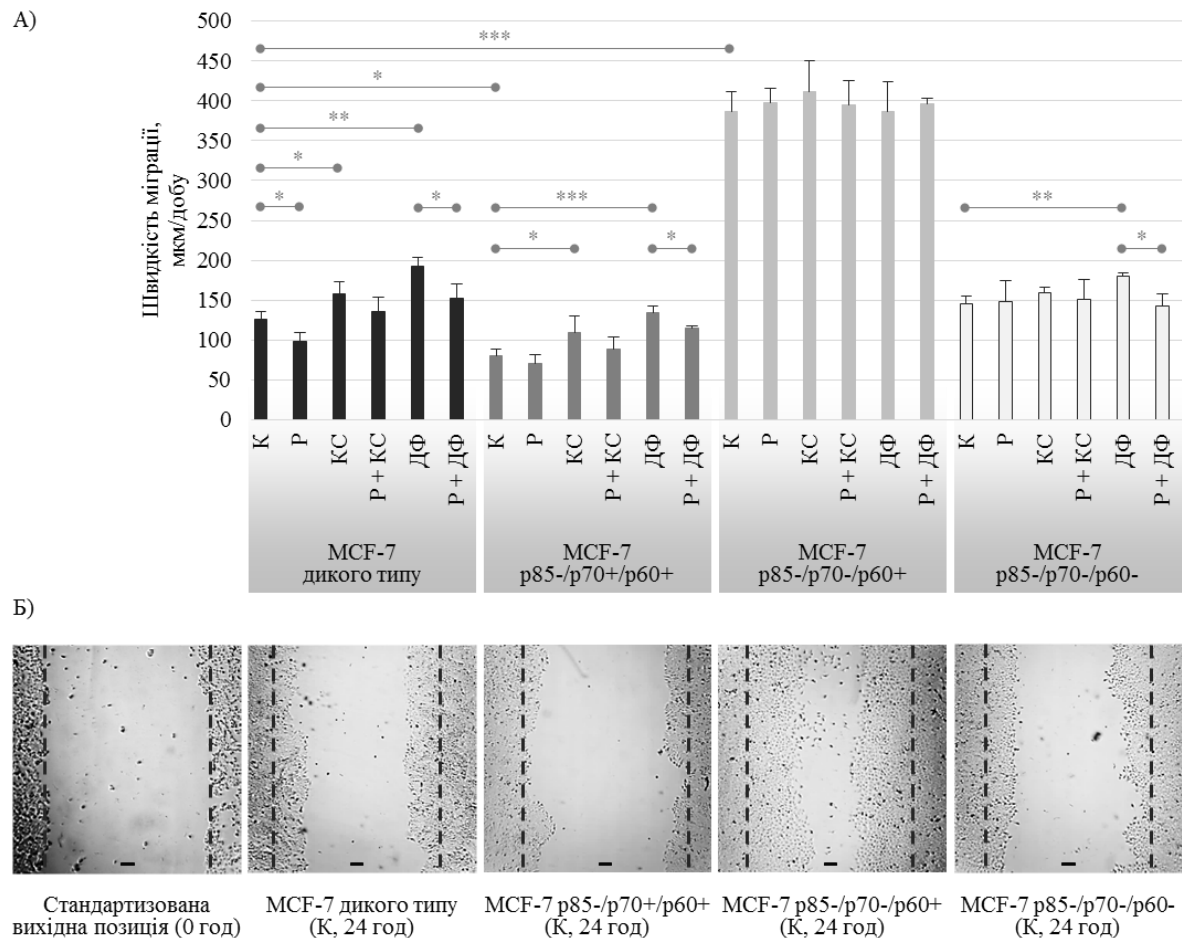 А)
500
450
400
350
300
250
200
150
100
50
0
Швидкість міграції,
мкм/добу
***
*
**
*
*
*
***
*
*
**
*
К
Р
КС
Р + КС
ДФ
Р + ДФ
К
Р
КС
Р + КС
ДФ
Р + ДФ
К
Р
КС
Р + КС
ДФ
Р + ДФ
К
Р
КС
Р + КС
ДФ
Р + ДФ
MCF-7
дикого типу
MCF-7
p85-/p70+/p60+
MCF-7
p85-/p70-/p60+
MCF-7
p85-/p70-/p60-
Б)
Стандартизована
вихідна позиція (0 год)
MCF-7 дикого типу
(К, 24 год)
MCF-7 p85-/p70+/p60+
(К, 24 год)
MCF-7 p85-/p70-/p60+
(К, 24 год)
MCF-7 p85-/p70-/p60-
(К, 24 год)